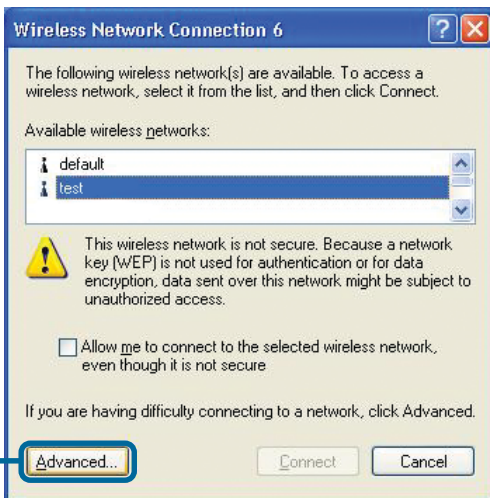 Wireless Network Connection 6
The following wireless network(s) are available. To access a
wireless network, select it from the list, and then click Connect.
Available wireless networks:
default
test
This wireless network is not secure. Because a network
key (WEP) is not used for authentication or for data
encryption, data sent over this network might be subject to
unauthorized access.
Allow me to connect to the selected wireless network,
even though it is not secure
If you are having difficulty connecting to a network, click Advanced.
Advanced... Connect Cancel